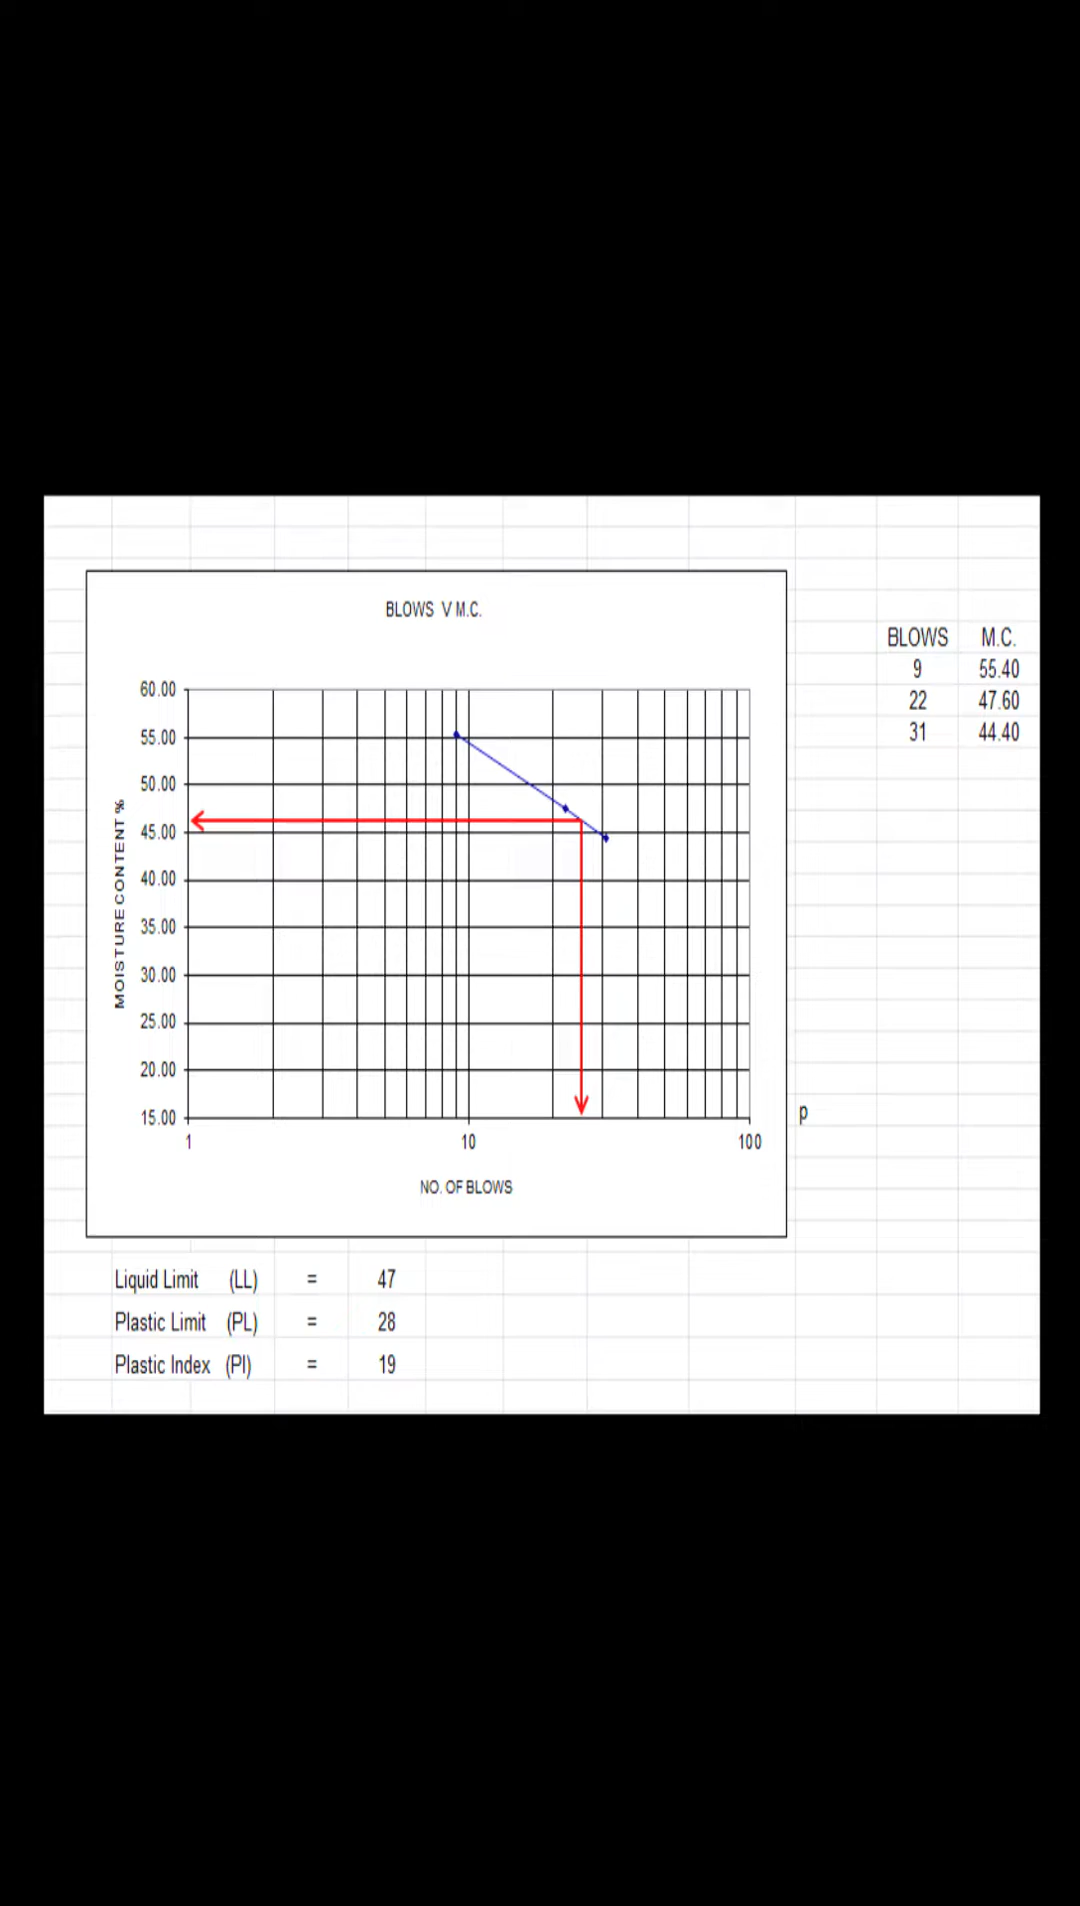 BLOWS V M.C.
BLOWS M.C.
9 55.40
22 47.60
31 44.40
60.00
55.00
50.00
45.00
40.00
35.00
30.00
25.00
20.00
15.00
MOISTURE CONTENT %
1 10 100
p
NO. OF BLOWS
Liquid Limit (LL) = 47
Plastic Limit (PL) = 28
Plastic Index (PI) = 19